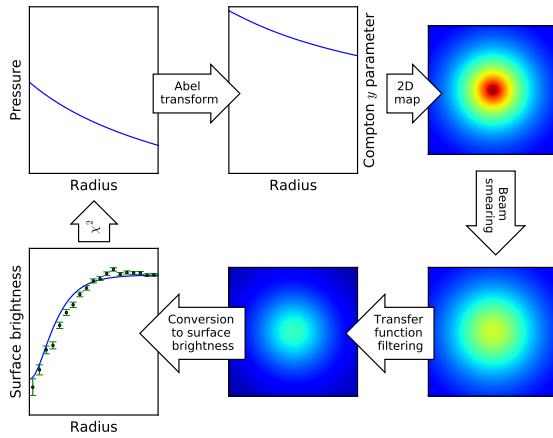 Pressure
Radius
Abel
transform
Compton y parameter
Radius
2D
map
Beam
smearing
Transfer
function
filtering
Conversion
to surface
brightness
Surface brightness
Radius
χ²